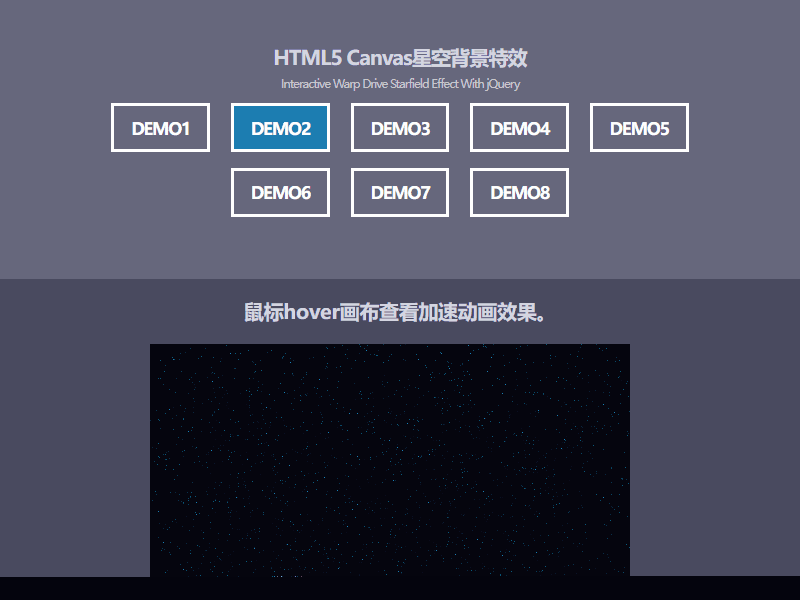 HTML5 Canvas星空背景特效
Interactive Warp Drive Starfield Effect With jQuery
DEMO1 DEMO2 DEMO3 DEMO4 DEMO5
DEMO6 DEMO7 DEMO8
鼠标hover画布查看加速动画效果。